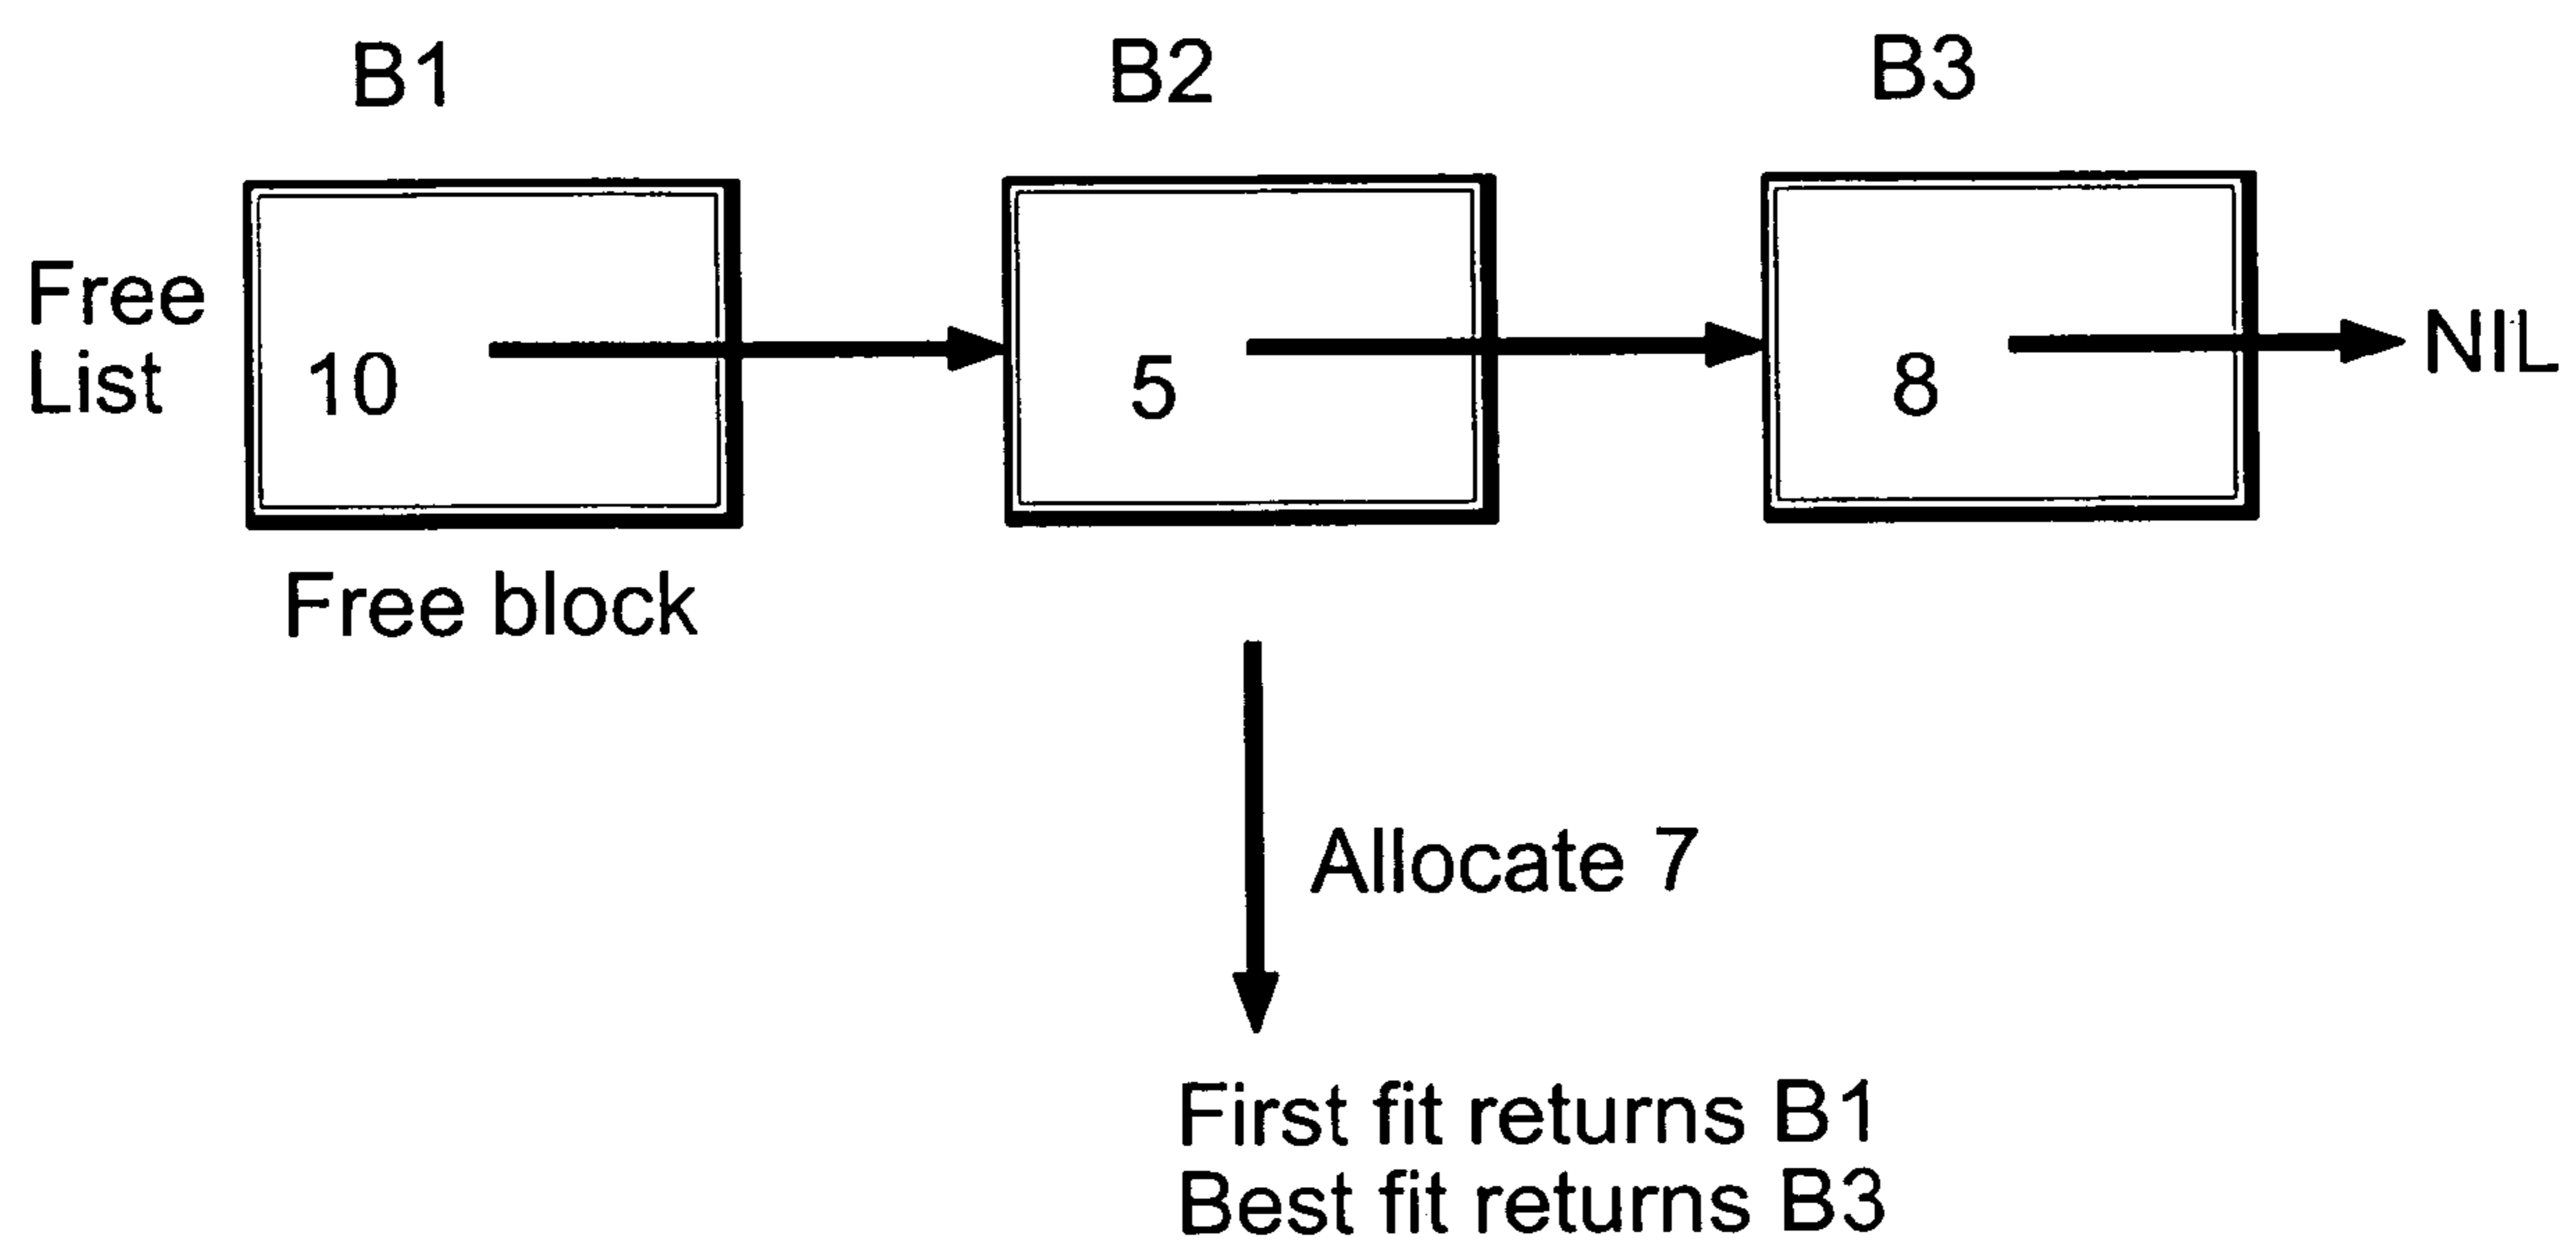 B1 B2 B3
Free
List
10 5 8 NIL
Free block
Allocate 7
First fit returns B1
Best fit returns B3